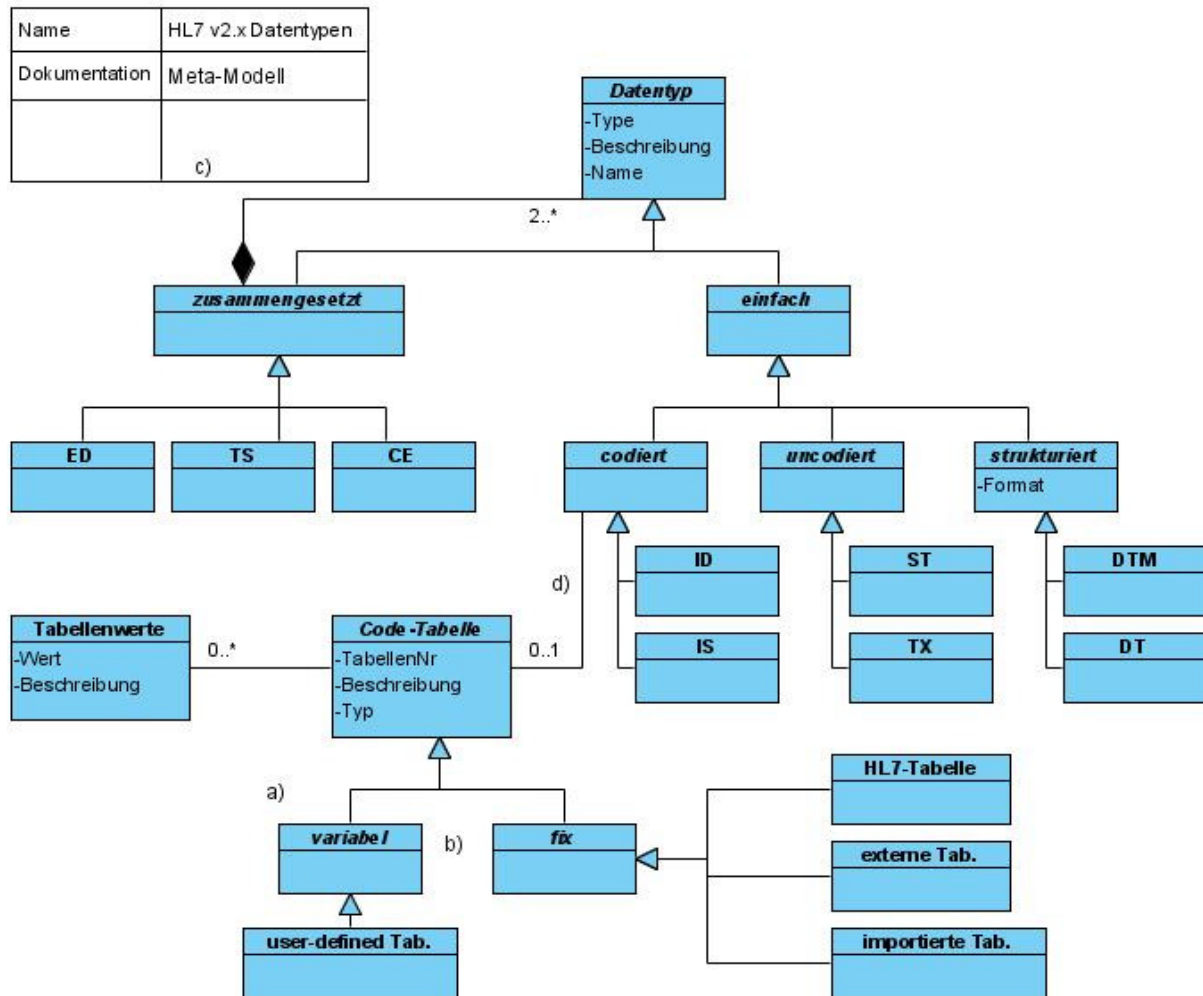 Name HL7 v2.x Datentypen
Dokumentation Meta-Modell
c)
Datentyp
-Type
-Beschreibung
-Name
2..*
zusammengesetzt
einfach
ED TS CE
codiert uncodiert strukturiert
-Format
ID ST DTM
d)
IS TX DT
Tabellenwerte
-Wert
-Beschreibung
0..*
Code-Tabelle
-TabellenNr
-Beschreibung
-Typ
0..1
a)
variabel
b)
fix
HL7-Tabelle
externe Tab.
user-defined Tab.
importierte Tab.